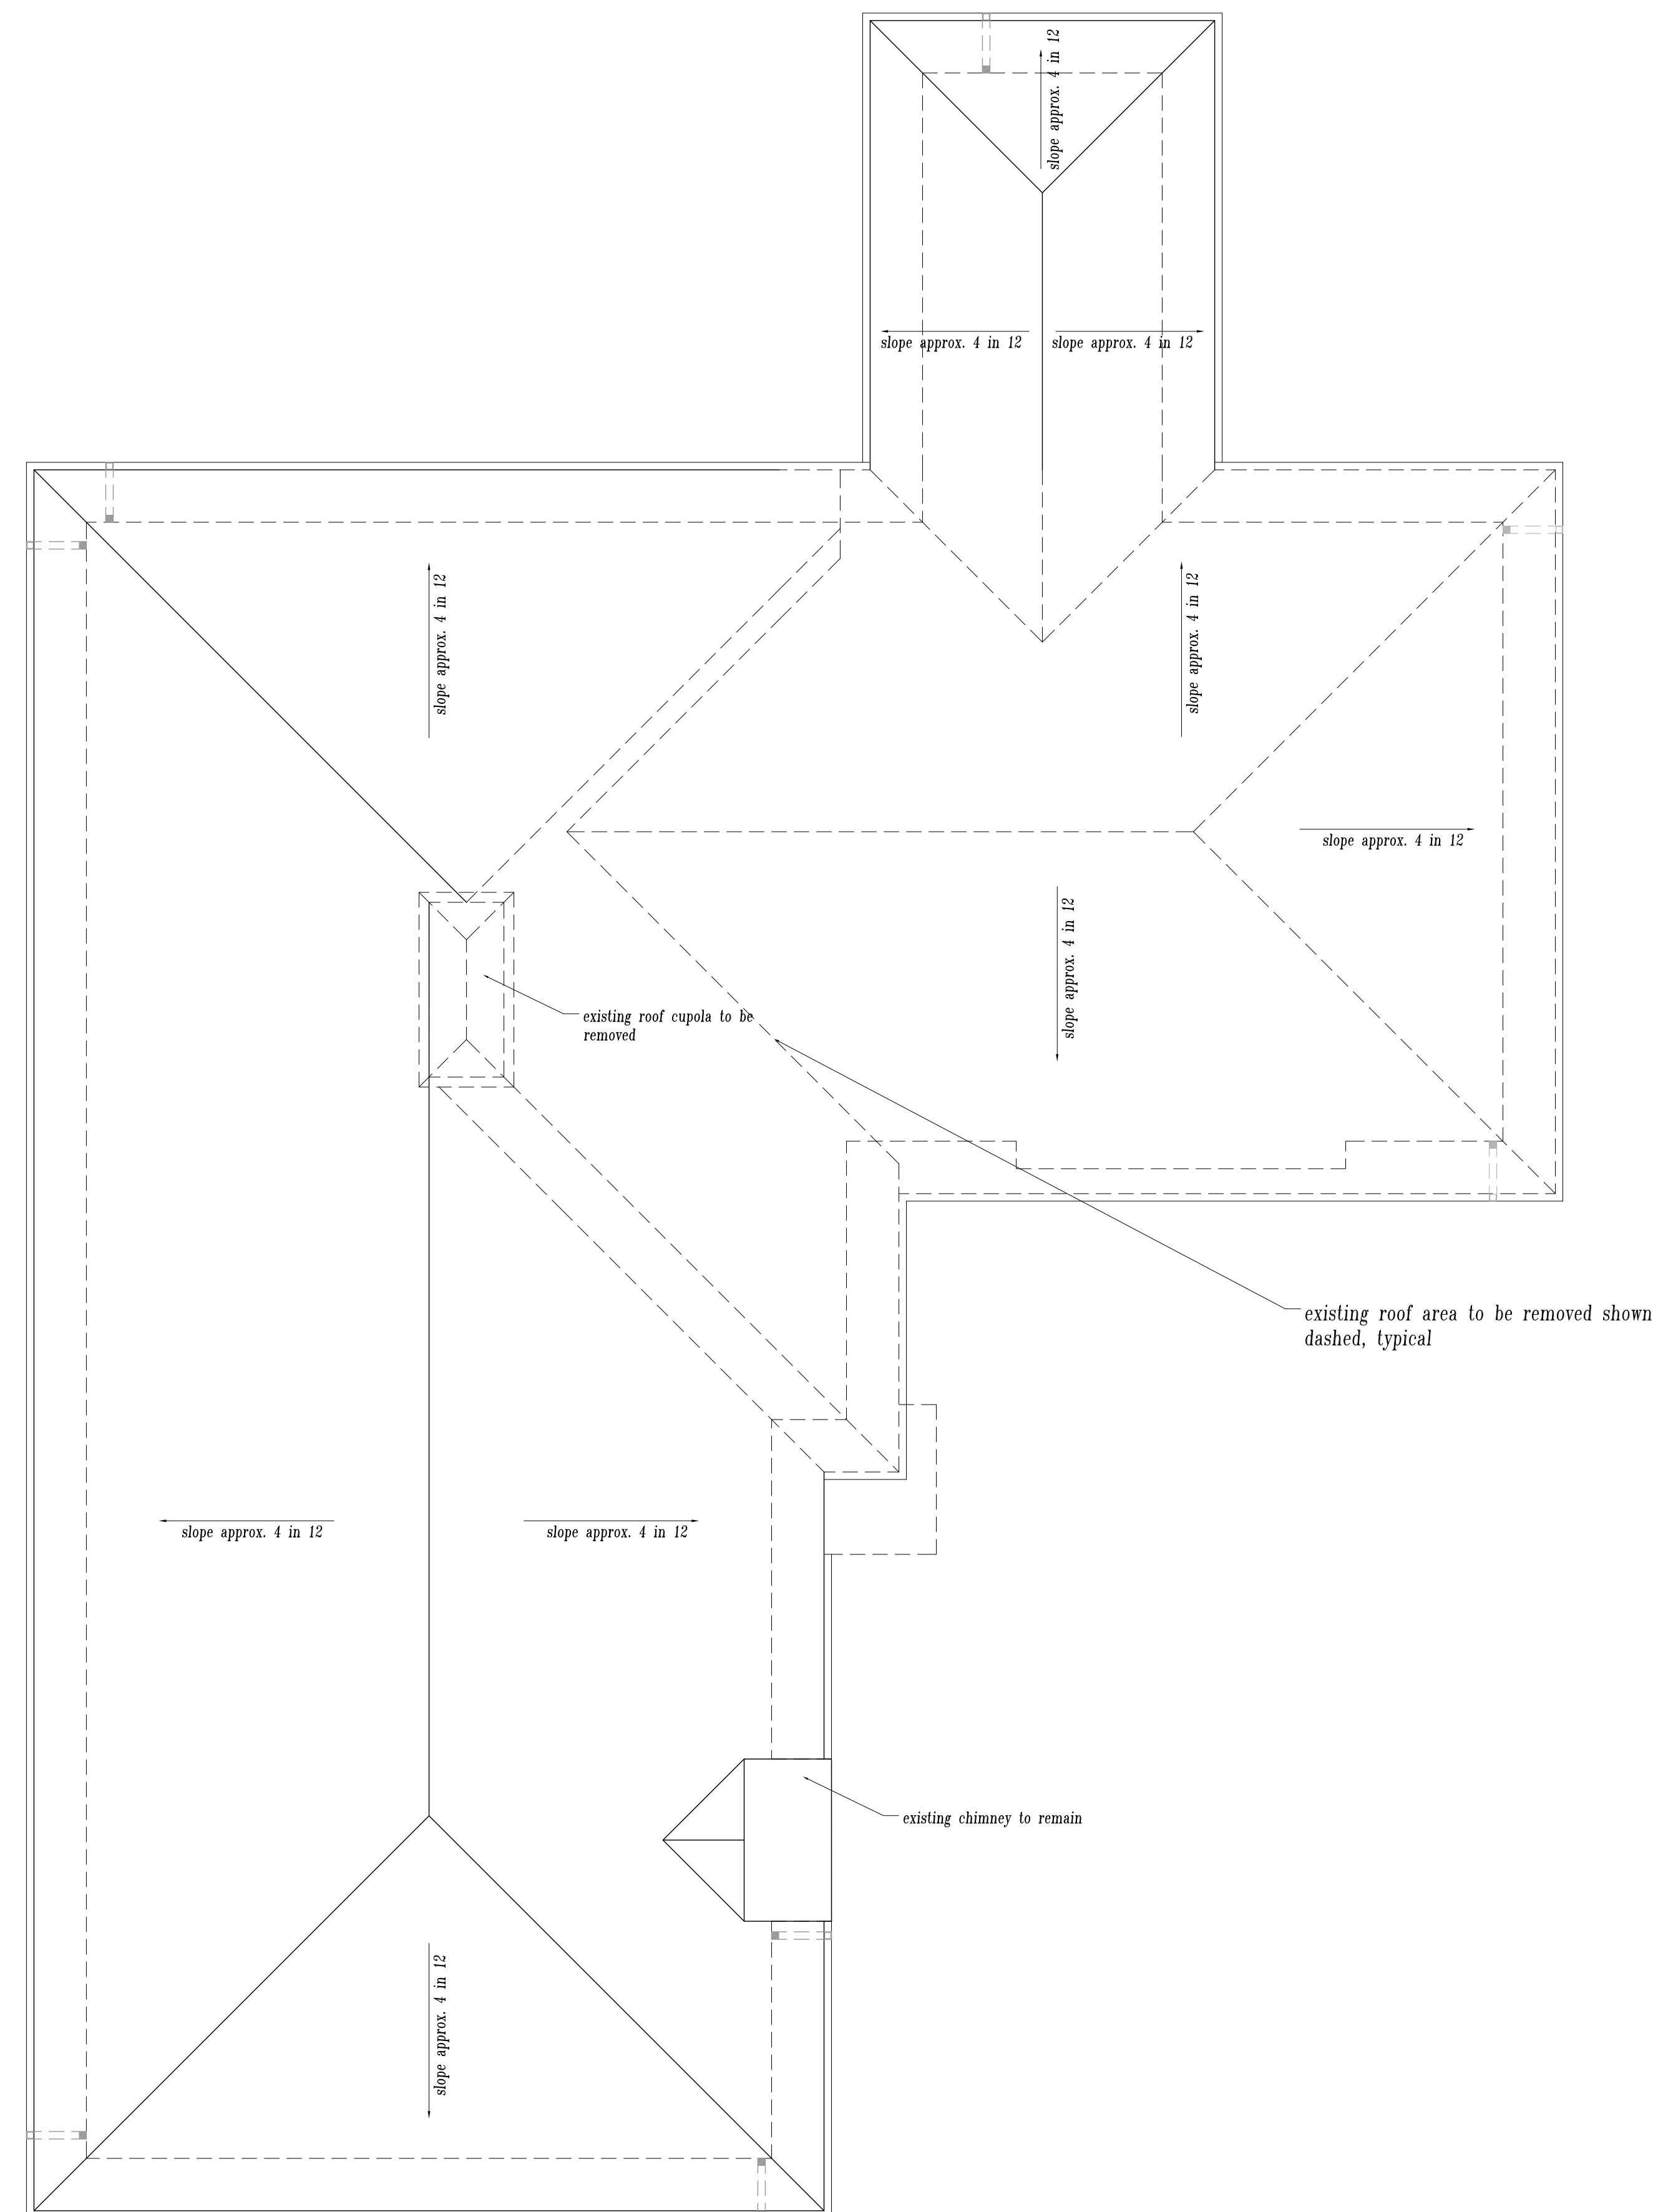 slope approx. 4 in 12
slope approx. 4 in 12
slope approx. 4 in 12
slope approx. 4 in 12
slope approx. 4 in 12
slope approx. 4 in 12
slope approx. 4 in 12
existing roof cupola to be
removed
existing roof area to be removed shown
dashed, typical
slope approx. 4 in 12
slope approx. 4 in 12
existing chimney to remain
slope approx. 4 in 12